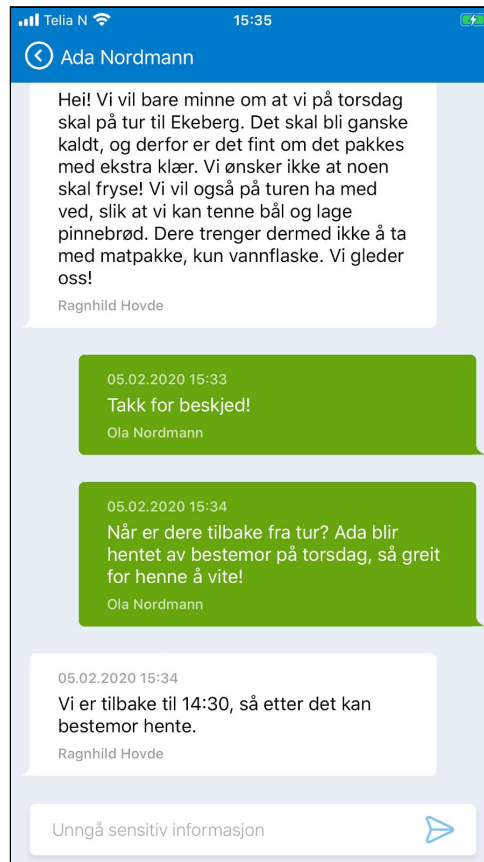 Telia N 15:35
Ada Nordmann
Hei! Vi vil bare minne om at vi på torsdag
skal på tur til Ekeberg. Det skal bli ganske
kaldt, og derfor er det fint om det pakkes
med ekstra klær. Vi ønsker ikke at noen
skal fryse! Vi vil også på turen ha med
ved, slik at vi kan tenne bål og lage
pinnebrød. Dere trenger dermed ikke å ta
med matpakke, kun vannflaske. Vi gleder
oss!
Ragnhild Hovde
05.02.2020 15:33
Takk for beskjed!
Ola Nordmann
05.02.2020 15:34
Når er dere tilbake fra tur? Ada blir
hentet av bestemor på torsdag, så greit
for henne å vite!
Ola Nordmann
05.02.2020 15:34
Vi er tilbake til 14:30, så etter det kan
bestemor hente.
Ragnhild Hovde
Unngå sensitiv informasjon